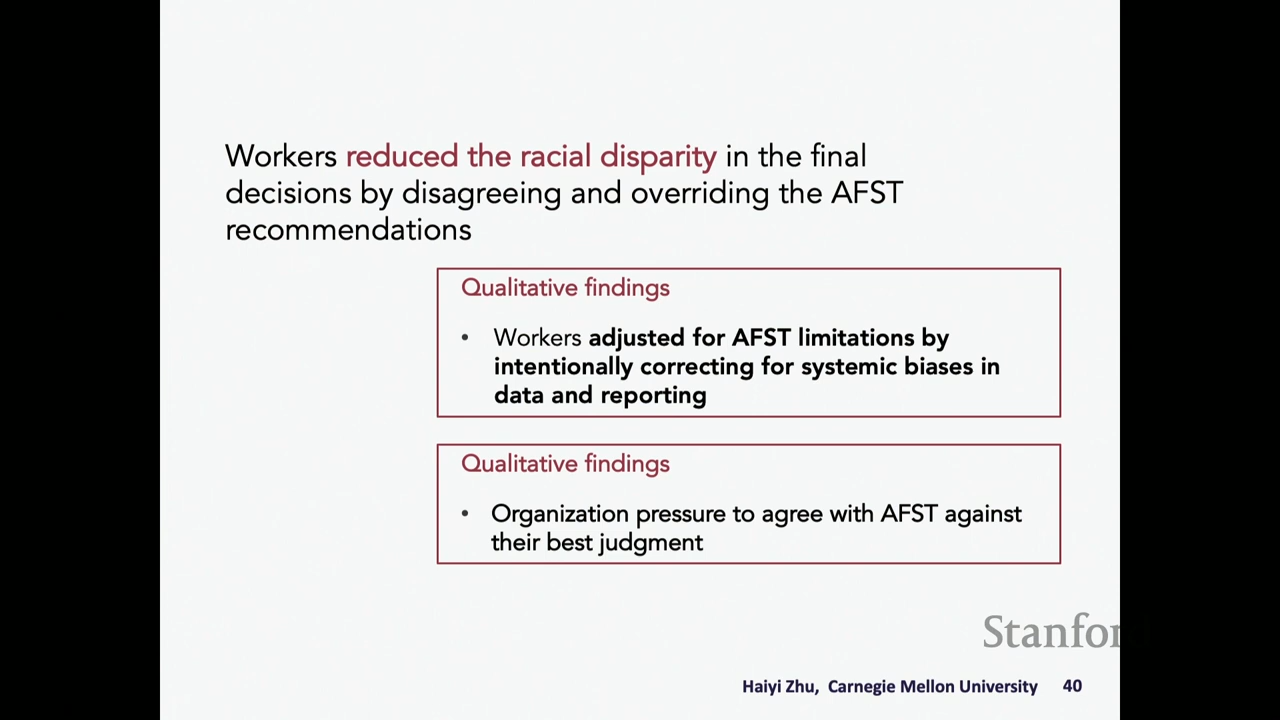 Workers reduced the racial disparity in the final
decisions by disagreeing and overriding the AFST
recommendations
Qualitative findings
• Workers adjusted for AFST limitations by
intentionally correcting for systemic biases in
data and reporting
Qualitative findings
• Organization pressure to agree with AFST against
their best judgment
Stanfor
Haiyi Zhu, Carnegie Mellon University 40